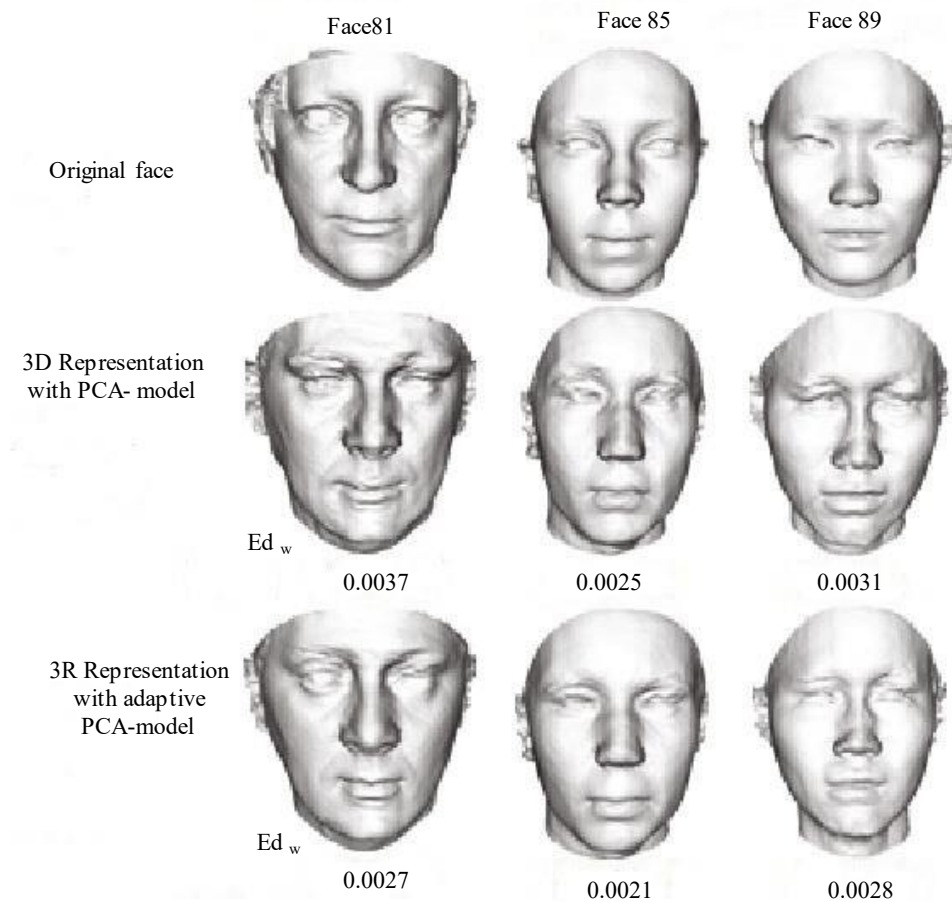 Face81
Face 85
Face 89
Original face
3D Representation
with PCA- model
Ed w
0.0037
0.0025
0.0031
3R Representation
with adaptive
PCA-model
Ed w
0.0027
0.0021
0.0028